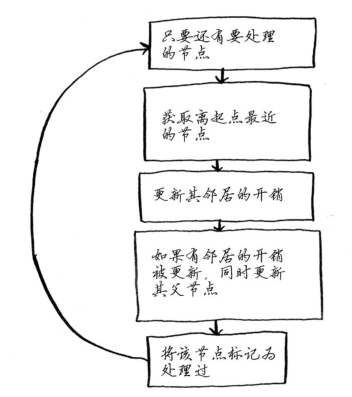 只要还有要处理
的节点
获取离起点最近
的节点
更新其邻居的开销
如果有邻居的开销
被更新，同时更新
其父节点
将该节点标记为
处理过